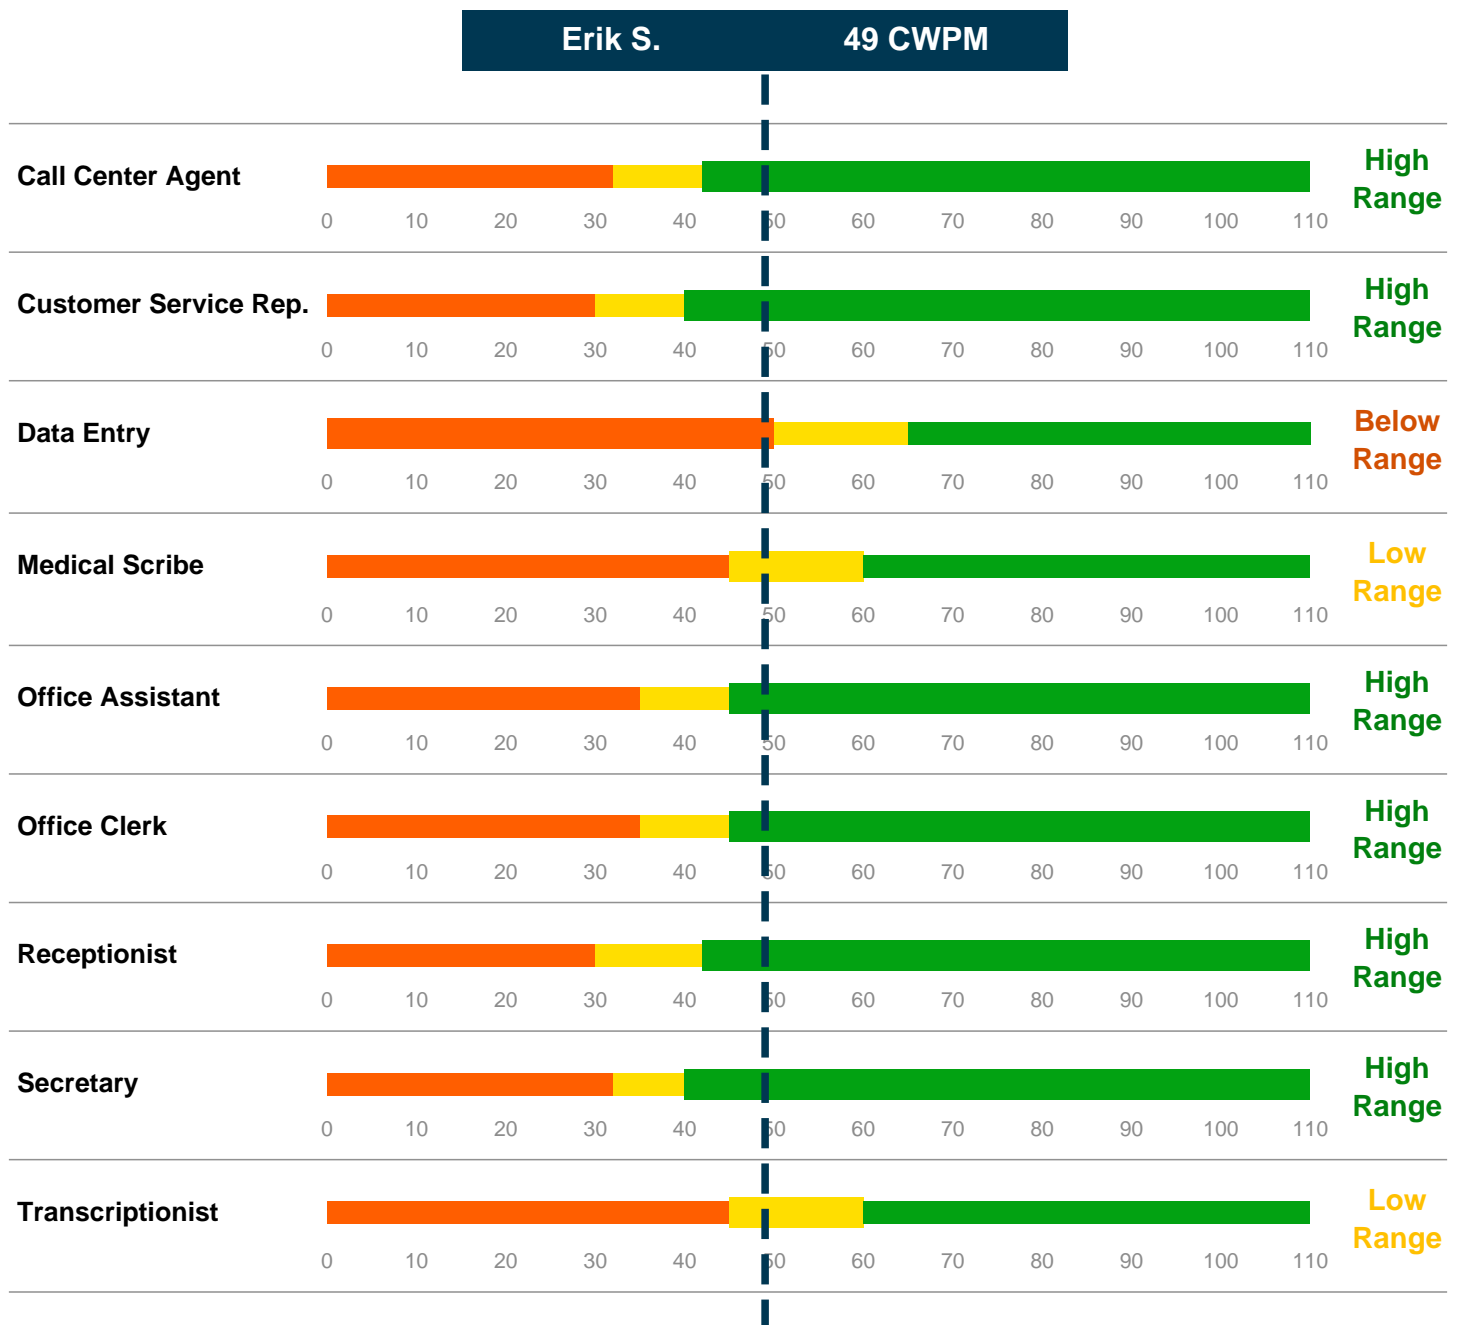 Erik S. 49 CWPM
Call Center Agent
High
Range
0 10 20 30 40 50 60 70 80 90 100 110
Customer Service Rep.
High
Range
0 10 20 30 40 50 60 70 80 90 100 110
Data Entry
Below
Range
0 10 20 30 40 50 60 70 80 90 100 110
Medical Scribe
Low
Range
0 10 20 30 40 50 60 70 80 90 100 110
Office Assistant
High
Range
0 10 20 30 40 50 60 70 80 90 100 110
Office Clerk
High
Range
0 10 20 30 40 50 60 70 80 90 100 110
Receptionist
High
Range
0 10 20 30 40 50 60 70 80 90 100 110
Secretary
High
Range
0 10 20 30 40 50 60 70 80 90 100 110
Transcriptionist
Low
Range
0 10 20 30 40 50 60 70 80 90 100 110